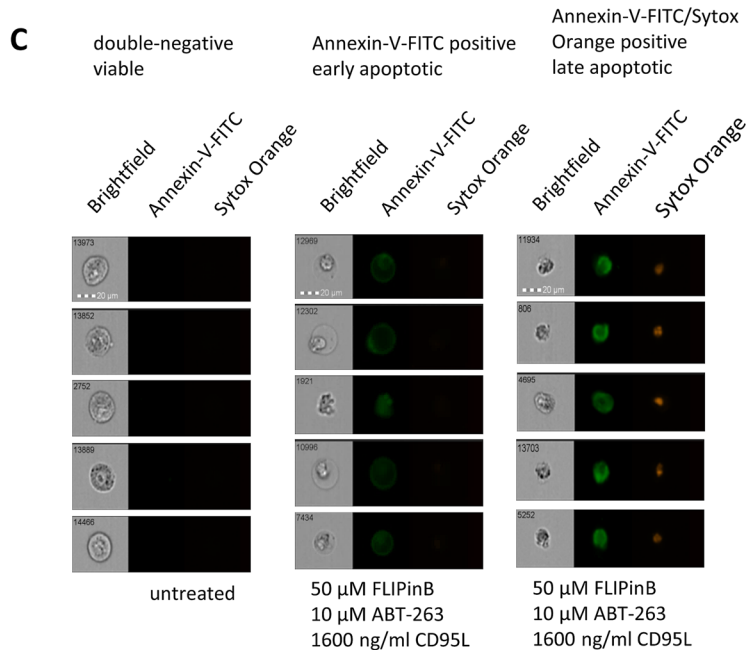 C
double-negative
viable
Annexin-V-FITC positive
early apoptotic
Annexin-V-FITC/Sytox
Orange positive
late apoptotic
Brightfield
Annexin-V-FITC
Sytox Orange
Brightfield
Annexin-V-FITC
Sytox Orange
Brightfield
Annexin-V-FITC
Sytox Orange
13973
20 µm
13852
2752
13889
14466
12969
20 µm
12302
1921
10996
7434
11934
20 µm
806
4695
13703
5252
untreated
50 µM FLIPinB
10 µM ABT-263
1600 ng/ml CD95L
50 µM FLIPinB
10 µM ABT-263
1600 ng/ml CD95L